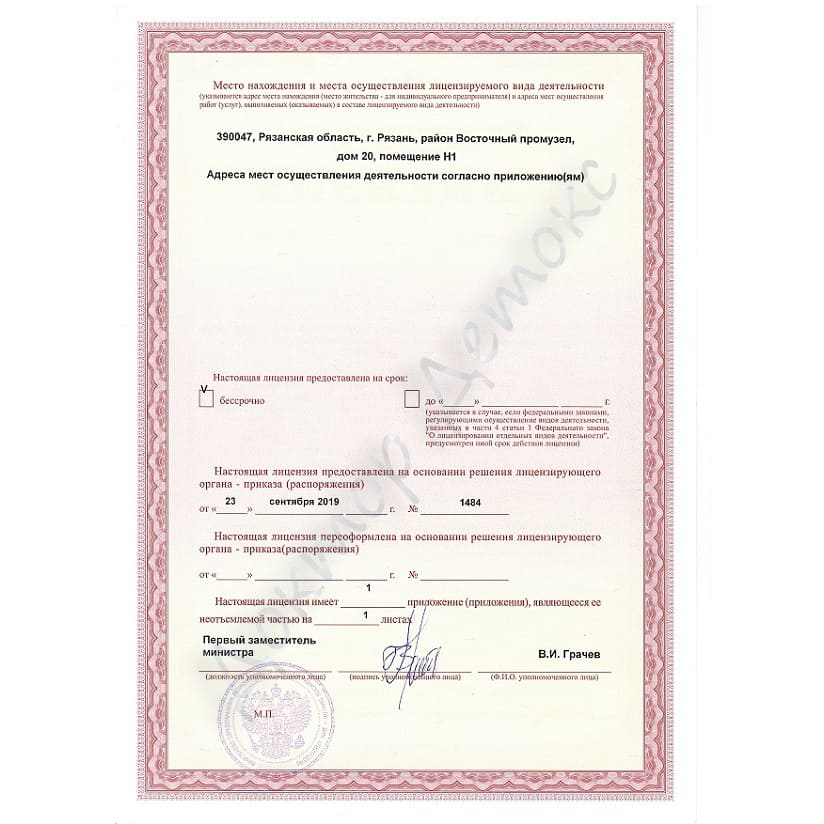 Место нахождения и места осуществления лицензируемого вида деятельности
(указываются адрес места нахождения (место жительства - для индивидуального предпринимателя) и адреса мест осуществления
работ (услуг), выполняемых (оказываемых) в составе лицензируемого вида деятельности)
390047, Рязанская область, г. Рязань, район Восточный промузел,
дом 20, помещение Н1
Адреса мест осуществления деятельности согласно приложению(ям)
Доктор Детокс
Настоящая лицензия предоставлена на срок:
V бессрочно
до «______» ________________ ________ г.
(указывается в случае, если федеральными законами,
регулирующими осуществление видов деятельности,
указанных в части 4 статьи 1 Федерального закона
"О лицензировании отдельных видов деятельности",
предусмотрен иной срок действия лицензии)
Настоящая лицензия предоставлена на основании решения лицензирующего
органа - приказа (распоряжения)
от « 23 » сентября 2019 г. № 1484
Настоящая лицензия переоформлена на основании решения лицензирующего
органа - приказа(распоряжения)
от «______» ________________ ________ г. № ________________
Настоящая лицензия имеет 1 приложение (приложения), являющееся ее
неотъемлемой частью на 1 листах
Первый заместитель
министра
В.И. Грачев
(должность уполномоченного лица) (подпись уполномоченного лица) (Ф.И.О. уполномоченного лица)
М.П.